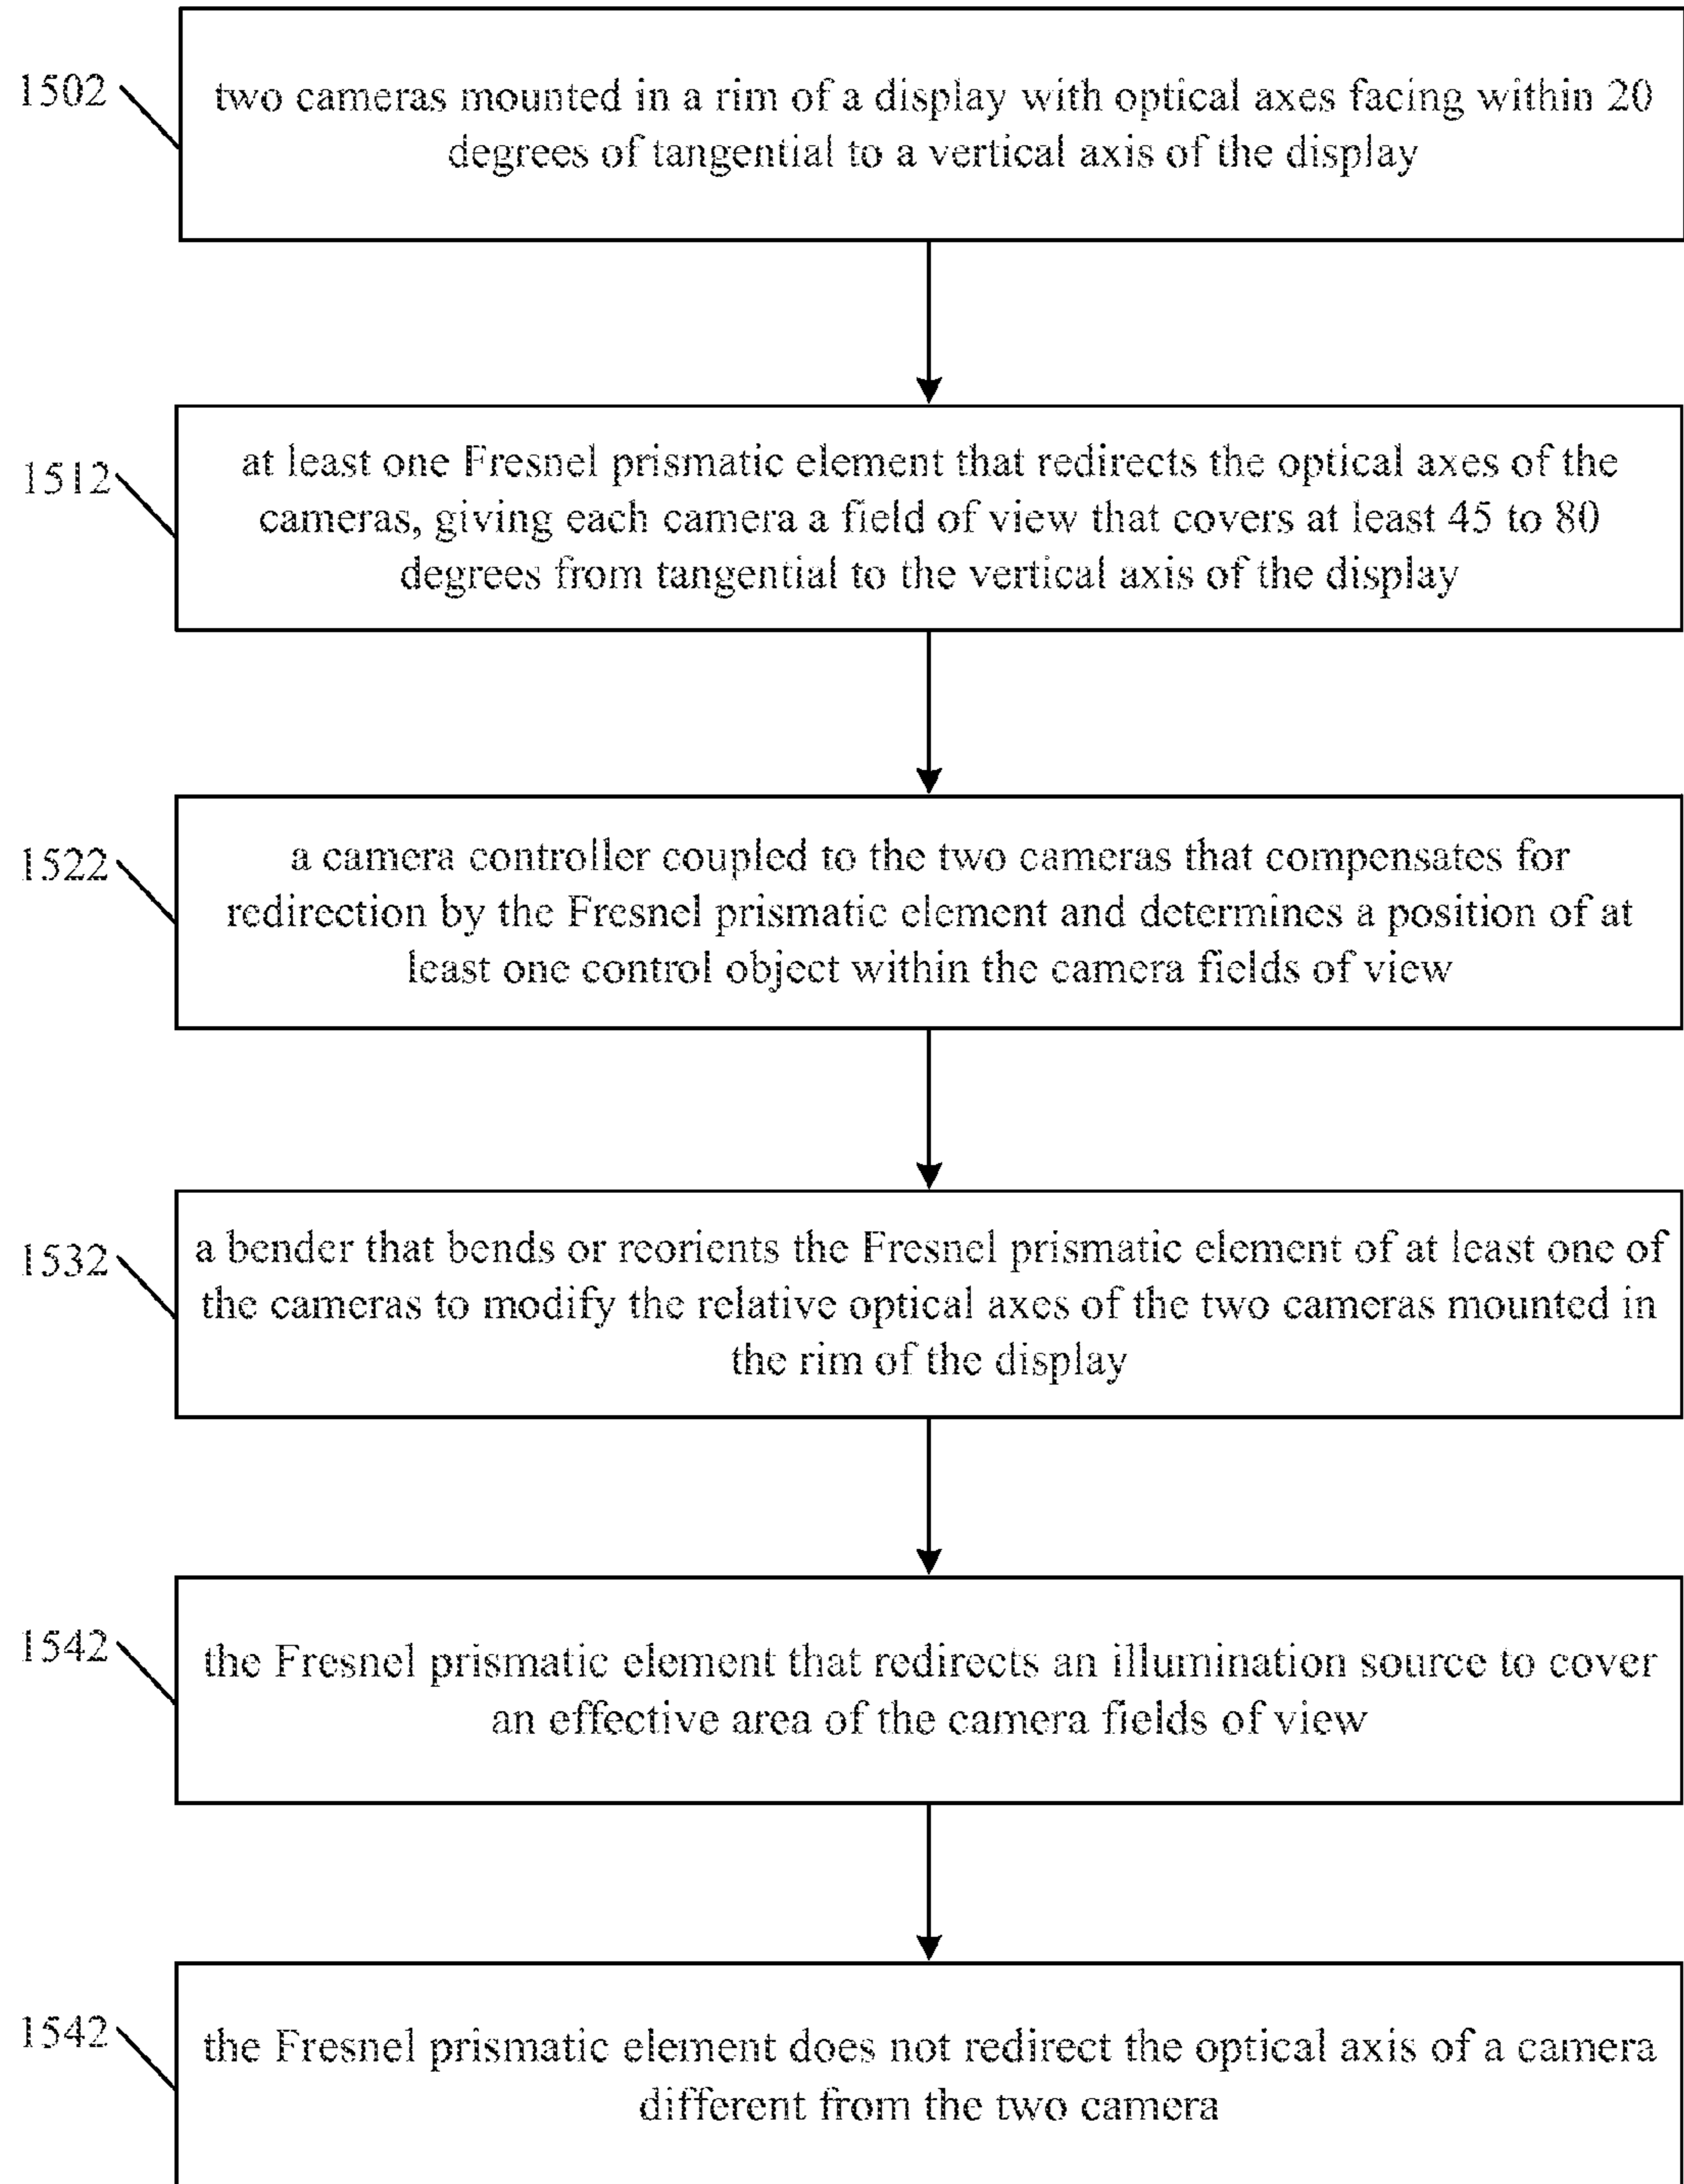 1502
two cameras mounted in a rim of a display with optical axes facing within 20
degrees of tangential to a vertical axis of the display
1512
at least one Fresnel prismatic element that redirects the optical axes of the
cameras, giving each camera a field of view that covers at least 45 to 80
degrees from tangential to the vertical axis of the display
1522
a camera controller coupled to the two cameras that compensates for
redirection by the Fresnel prismatic element and determines a position of at
least one control object within the camera fields of view
1532
a bender that bends or reorients the Fresnel prismatic element of at least one of
the cameras to modify the relative optical axes of the two cameras mounted in
the rim of the display
1542
the Fresnel prismatic element that redirects an illumination source to cover
an effective area of the camera fields of view
1542
the Fresnel prismatic element does not redirect the optical axis of a camera
different from the two camera